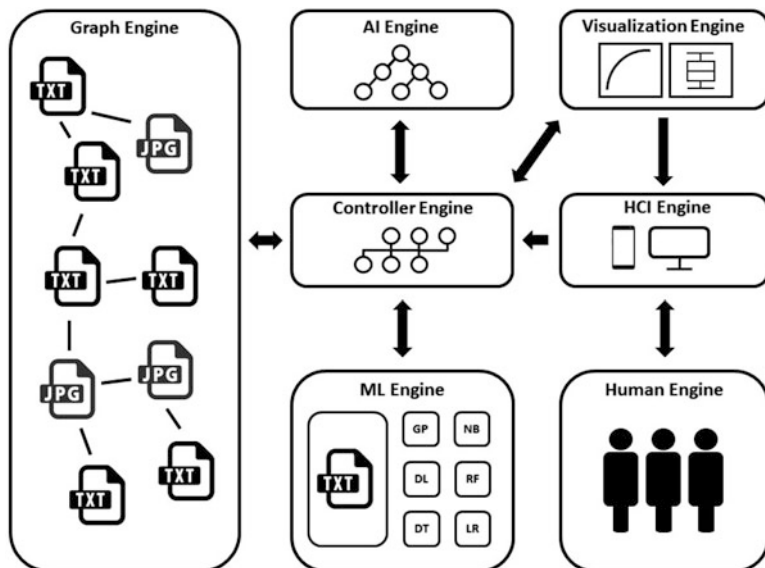 Graph Engine
TXT
JPG
TXT
TXT
TXT
JPG
JPG
TXT
TXT
AI Engine
Visualization Engine
Controller Engine
HCI Engine
ML Engine
TXT
GP
NB
DL
RF
DT
LR
Human Engine